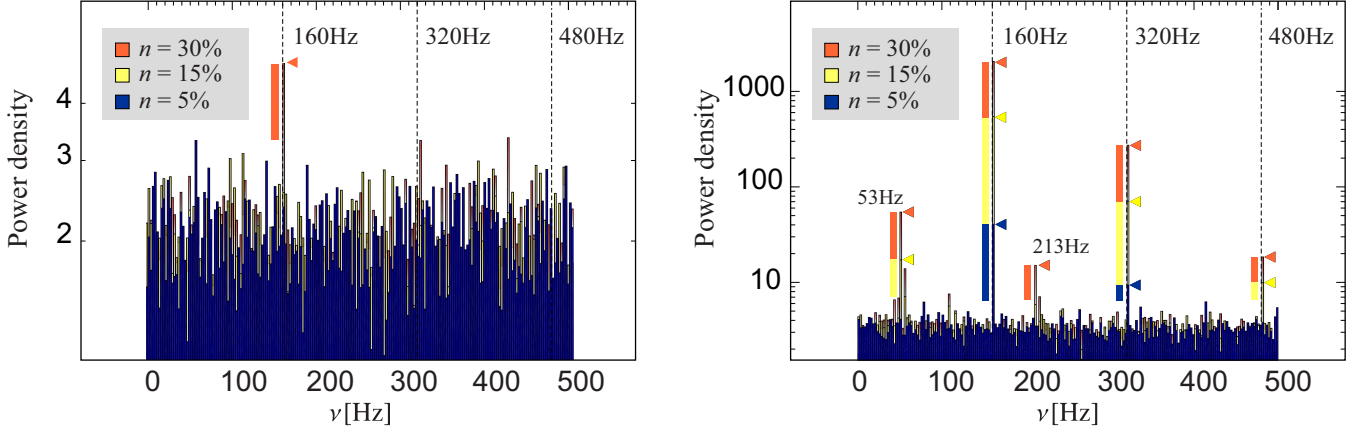 160Hz 320Hz 480Hz
n = 30%
n = 15%
n = 5%
Power density
4
3
2
0 100 200 300 400 500
ν[Hz]
160Hz 320Hz 480Hz
n = 30%
n = 15%
n = 5%
Power density
1000
100
10
53Hz
213Hz
0 100 200 300 400 500
ν[Hz]